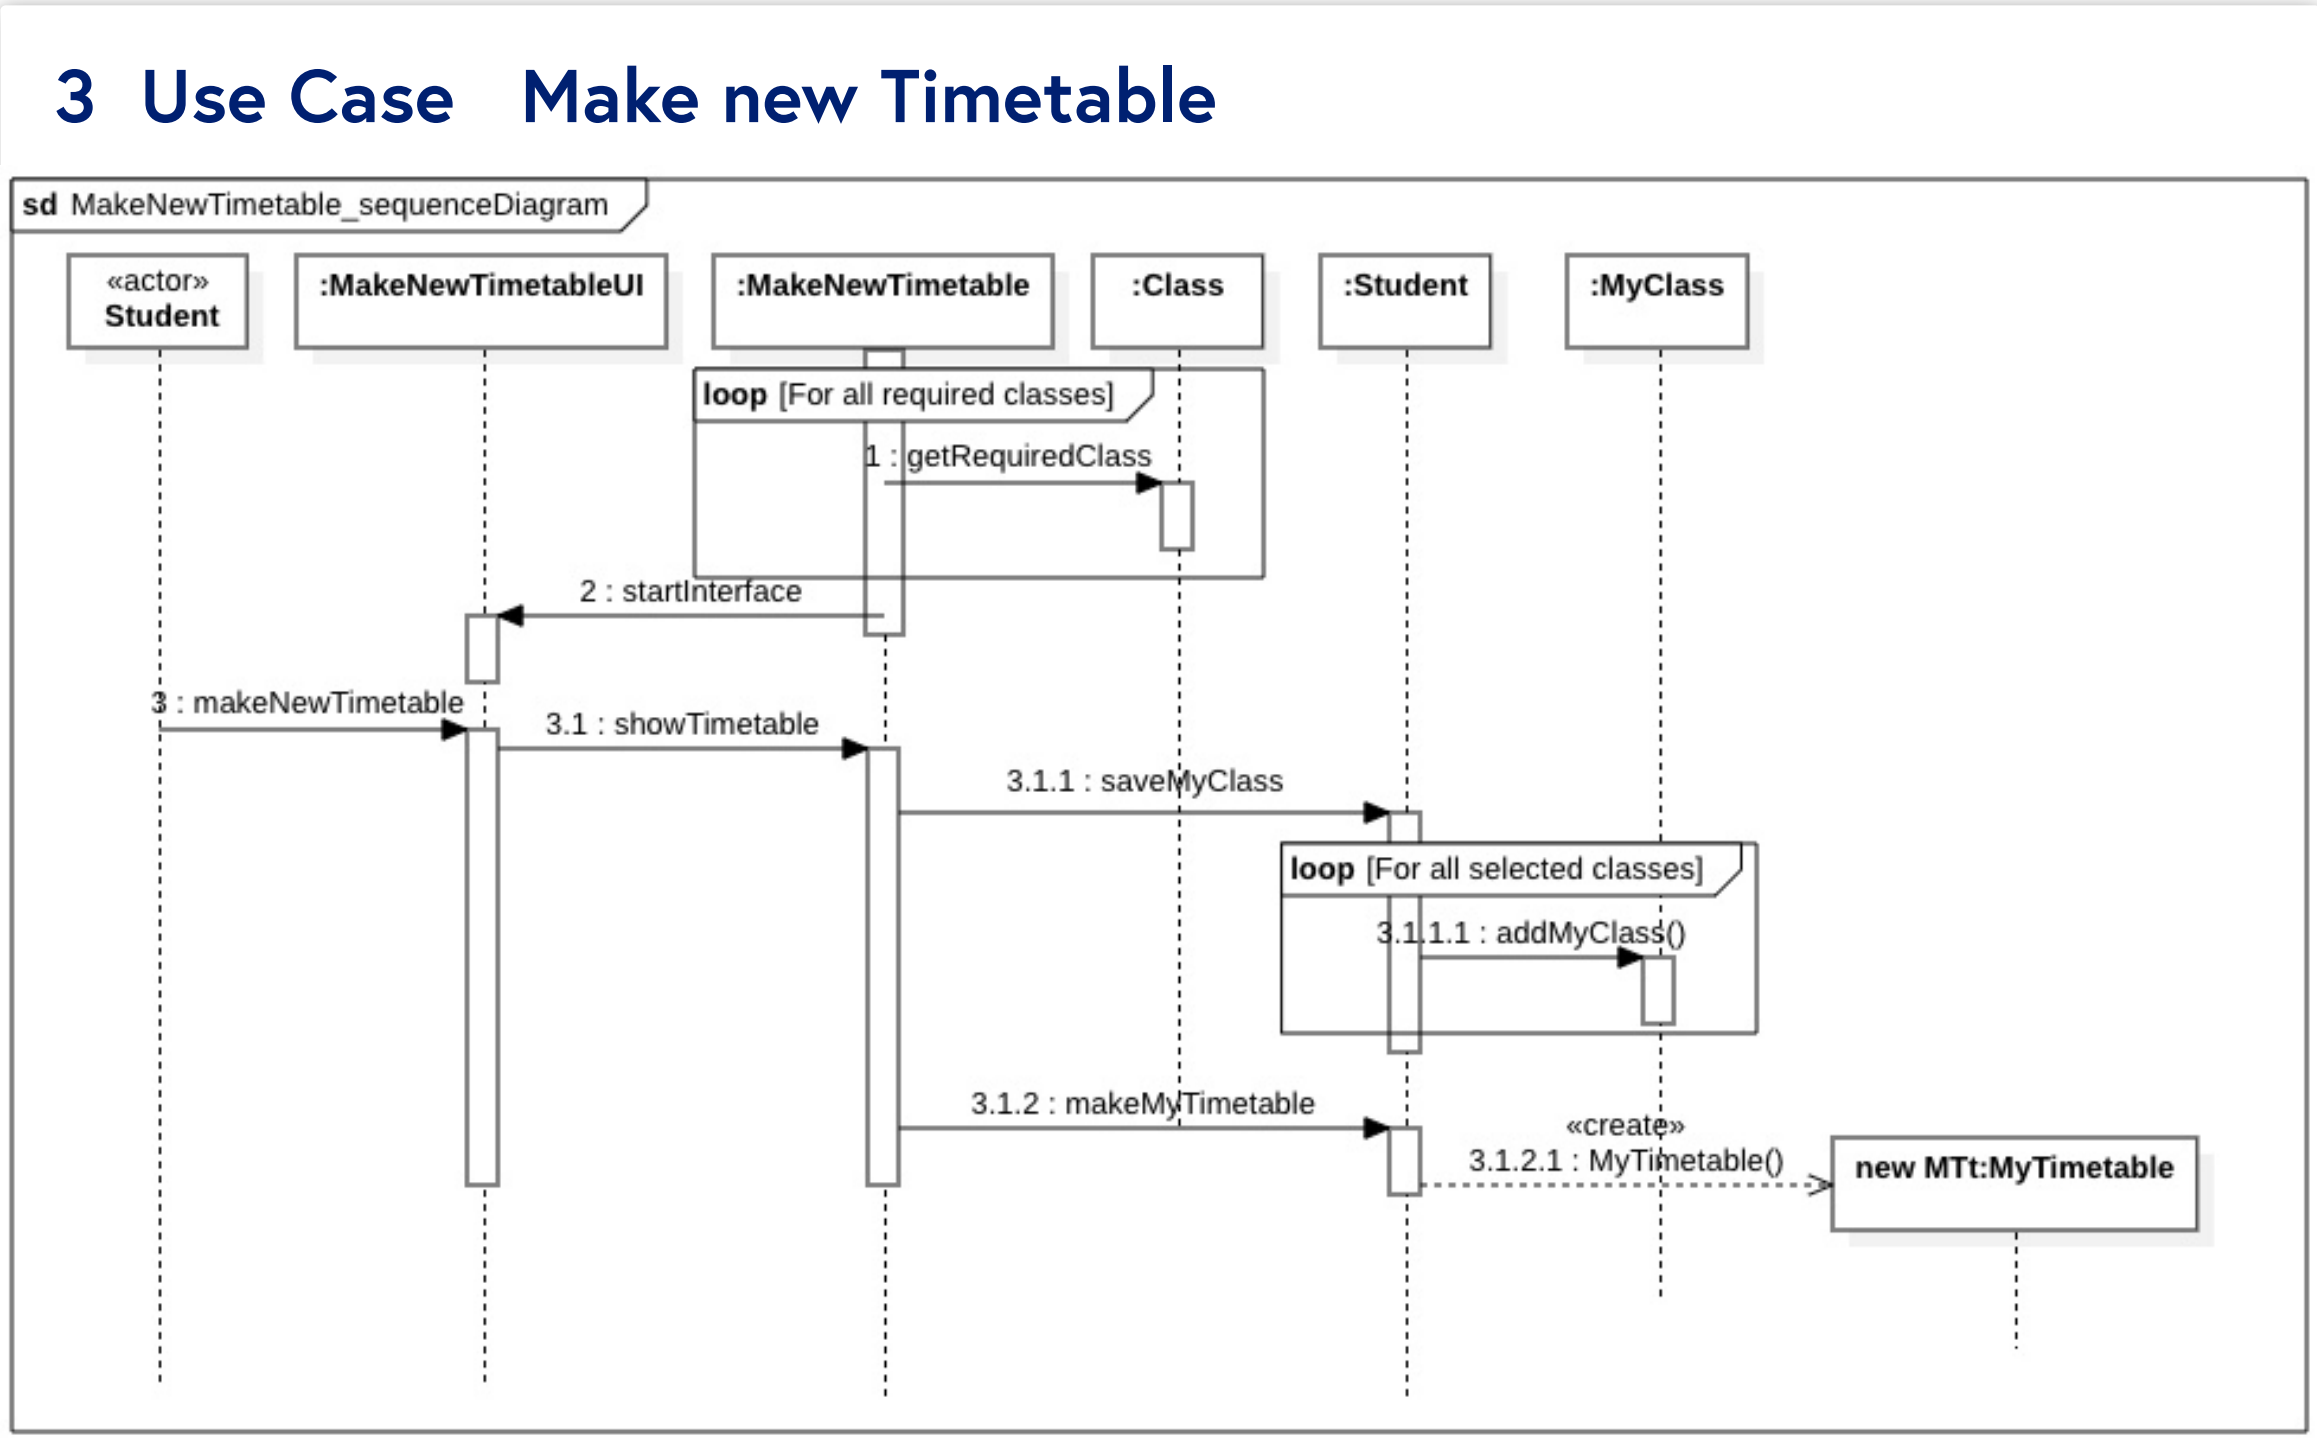 3 Use Case Make new Timetable
sd MakeNewTimetable_sequenceDiagram
«actor»
Student
:MakeNewTimetableUI
:MakeNewTimetable
:Class
:Student
:MyClass
loop [For all required classes]
1 : getRequiredClass
2 : startInterface
3 : makeNewTimetable
3.1 : showTimetable
3.1.1 : saveMyClass
loop [For all selected classes]
3.1.1.1 : addMyClass()
3.1.2 : makeMyTimetable
«create»
3.1.2.1 : MyTimetable()
new MTt:MyTimetable